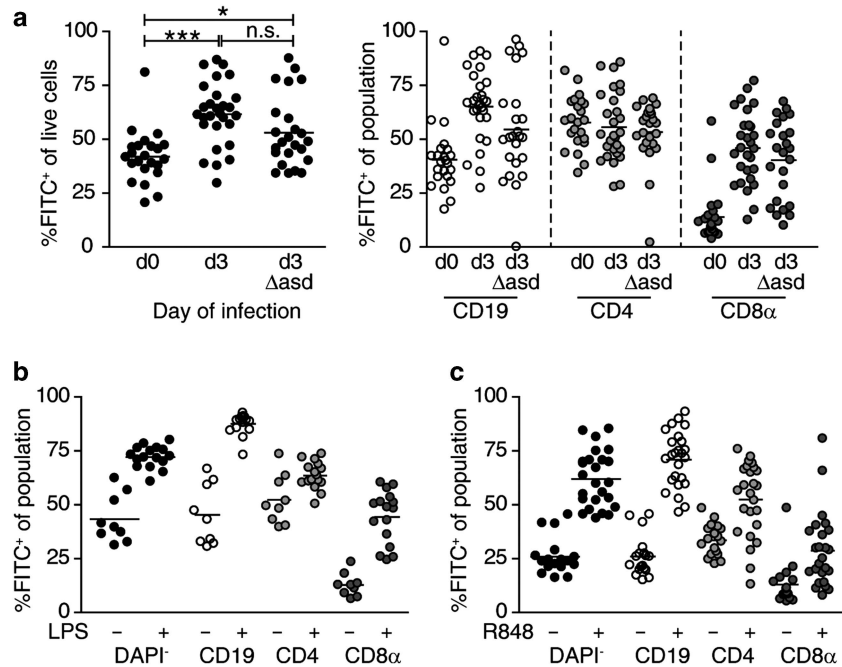 a
*
***
n.s.
%FITC⁺ of live cells
100
75
50
25
0
d0 d3 d3
Δasd
Day of infection
%FITC⁺ of population
100
75
50
25
0
d0 d3 d3 d0 d3 d3 d0 d3 d3
Δasd Δasd Δasd
CD19 CD4 CD8α
b
%FITC⁺ of population
100
75
50
25
0
LPS − + − + − + − +
DAPI⁻ CD19 CD4 CD8α
c
%FITC⁺ of population
100
75
50
25
0
R848 − + − + − + − +
DAPI⁻ CD19 CD4 CD8α